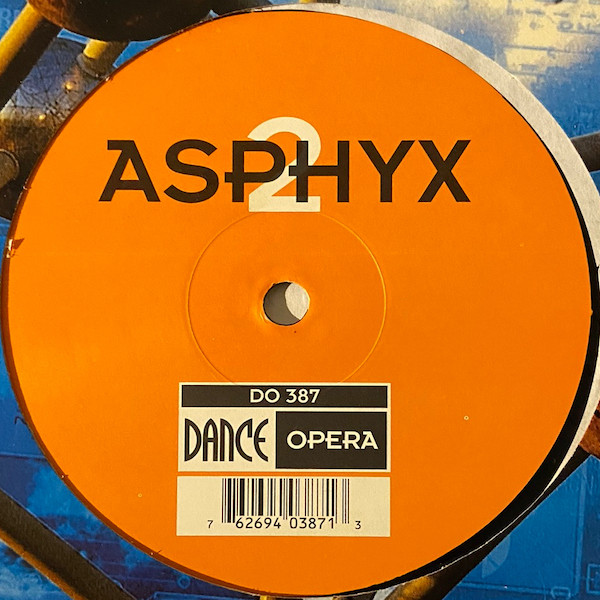 2
ASPHYX
DO 387
DANCE OPERA
7 62694 03871 3